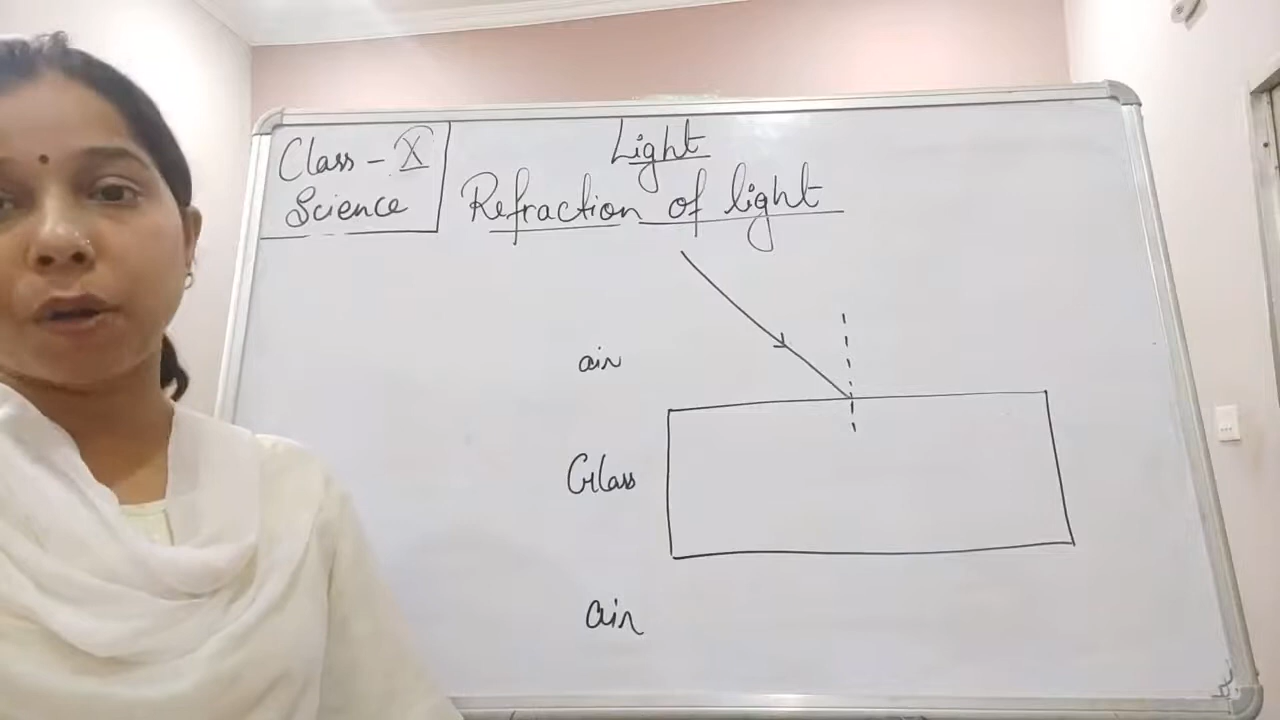 Class - X
Science
Light
Refraction of light
air
Glass
air